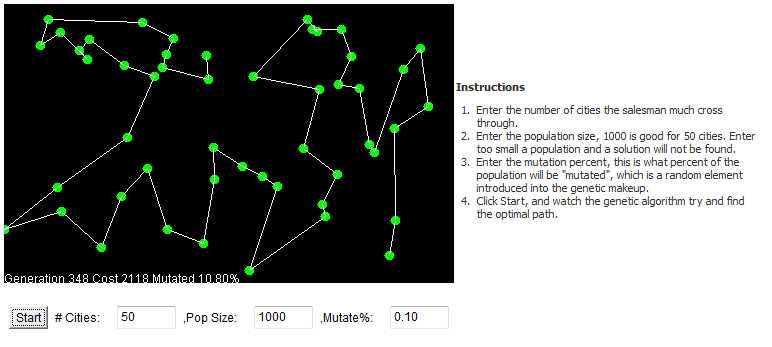 Instructions
1. Enter the number of cities the salesman much cross
through.
2. Enter the population size, 1000 is good for 50 cities. Enter
too small a population and a solution will not be found.
3. Enter the mutation percent, this is what percent of the
population will be "mutated", which is a random element
introduced into the genetic makeup.
4. Click Start, and watch the genetic algorithm try and find
the optimal path.
Generation 348 Cost 2118 Mutated 10.80%
Start # Cities: 50 ,Pop Size: 1000 ,Mutate%: 0.10